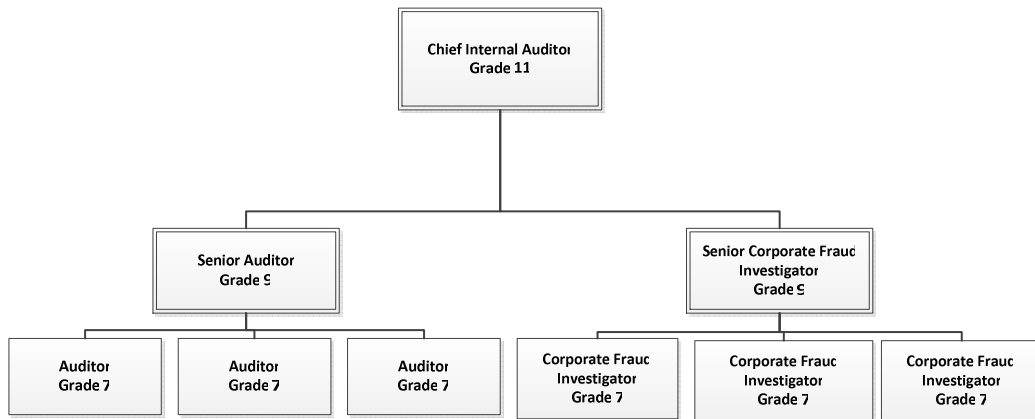 Chief Internal Auditor
Grade 11
Senior Auditor
Grade 9
Senior Corporate Fraud
Investigator
Grade 9
Auditor
Grade 7
Auditor
Grade 7
Auditor
Grade 7
Corporate Fraud
Investigator
Grade 7
Corporate Fraud
Investigator
Grade 7
Corporate Fraud
Investigator
Grade 7